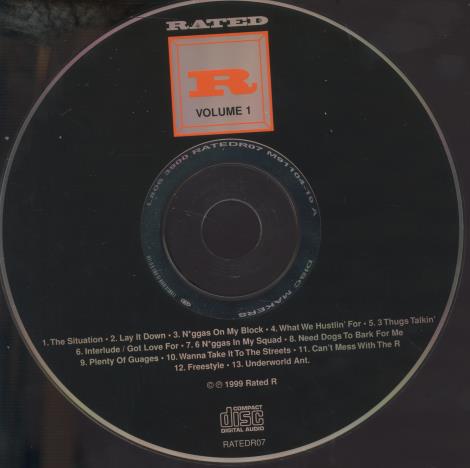 RATED
R
VOLUME 1
L806 3900 RATEDR07 M91104-19 A
DISC MAKERS
1. The Situation • 2. Lay It Down • 3. N*ggas On My Block • 4. What We Hustlin' For • 5. 3 Thugs Talkin'
6. Interlude / Got Love For • 7. 6 N*ggas In My Squad • 8. Need Dogs To Bark For Me
9. Plenty Of Guages • 10. Wanna Take It To The Streets • 11. Can't Mess With The R
12. Freestyle • 13. Underworld Ant.
© ℗ 1999 Rated R
COMPACT
disc
DIGITAL AUDIO
RATEDR07